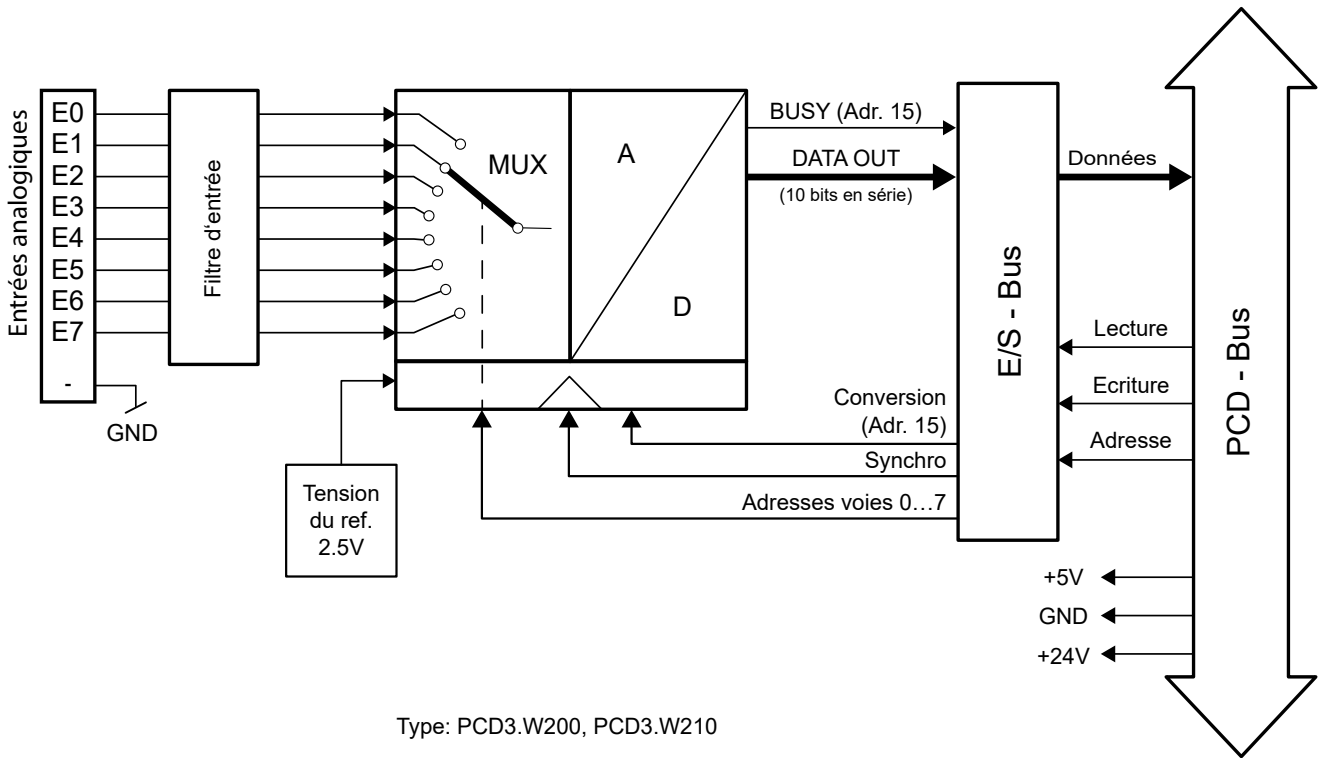 Entrées analogiques
E0
E1
E2
E3
E4
E5
E6
E7
-
GND
Filtre d'entrée
MUX
A
D
Tension
du ref.
2.5V
BUSY (Adr. 15)
DATA OUT
(10 bits en série)
Conversion
(Adr. 15)
Synchro
Adresses voies 0…7
E/S - Bus
Données
Lecture
Ecriture
Adresse
+5V
GND
+24V
PCD - Bus
Type: PCD3.W200, PCD3.W210